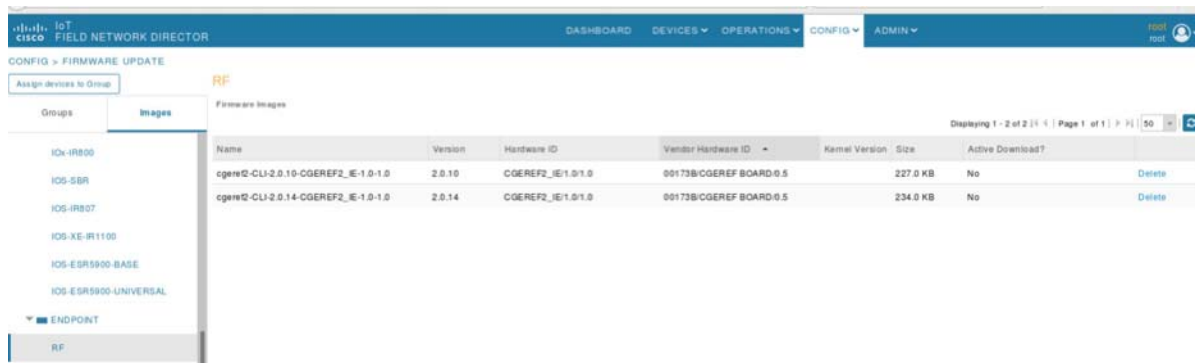 cisco IoT
FIELD NETWORK DIRECTOR
DASHBOARD DEVICES OPERATIONS CONFIG ADMIN
root
root
CONFIG > FIRMWARE UPDATE
Assign devices to Group
Groups Images
IOx-IR800
IOS-SBR
IOS-IR807
IOS-XE-IR1100
IOS-ESR5900-BASE
IOS-ESR5900-UNIVERSAL
ENDPOINT
RF
RF
Firmware Images
Displaying 1 - 2 of 2 | Page 1 of 1 | 50
Name Version Hardware ID Vendor Hardware ID Kernel Version Size Active Download?
cgeref2-CLI-2.0.10-CGEREF2_IE-1.0-1.0 2.0.10 CGEREF2_IE/1.0/1.0 00173B/CGEREF BOARD/0.5 227.0 KB No Delete
cgeref2-CLI-2.0.14-CGEREF2_IE-1.0-1.0 2.0.14 CGEREF2_IE/1.0/1.0 00173B/CGEREF BOARD/0.5 234.0 KB No Delete